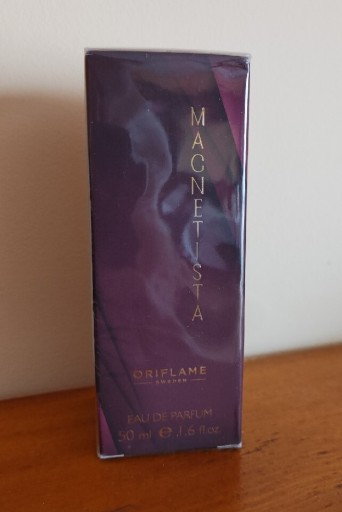 MAGNETISTA
ORIFLAME
SWEDEN
EAU DE PARFUM
50 ml ℮ 1.6 fl.oz.